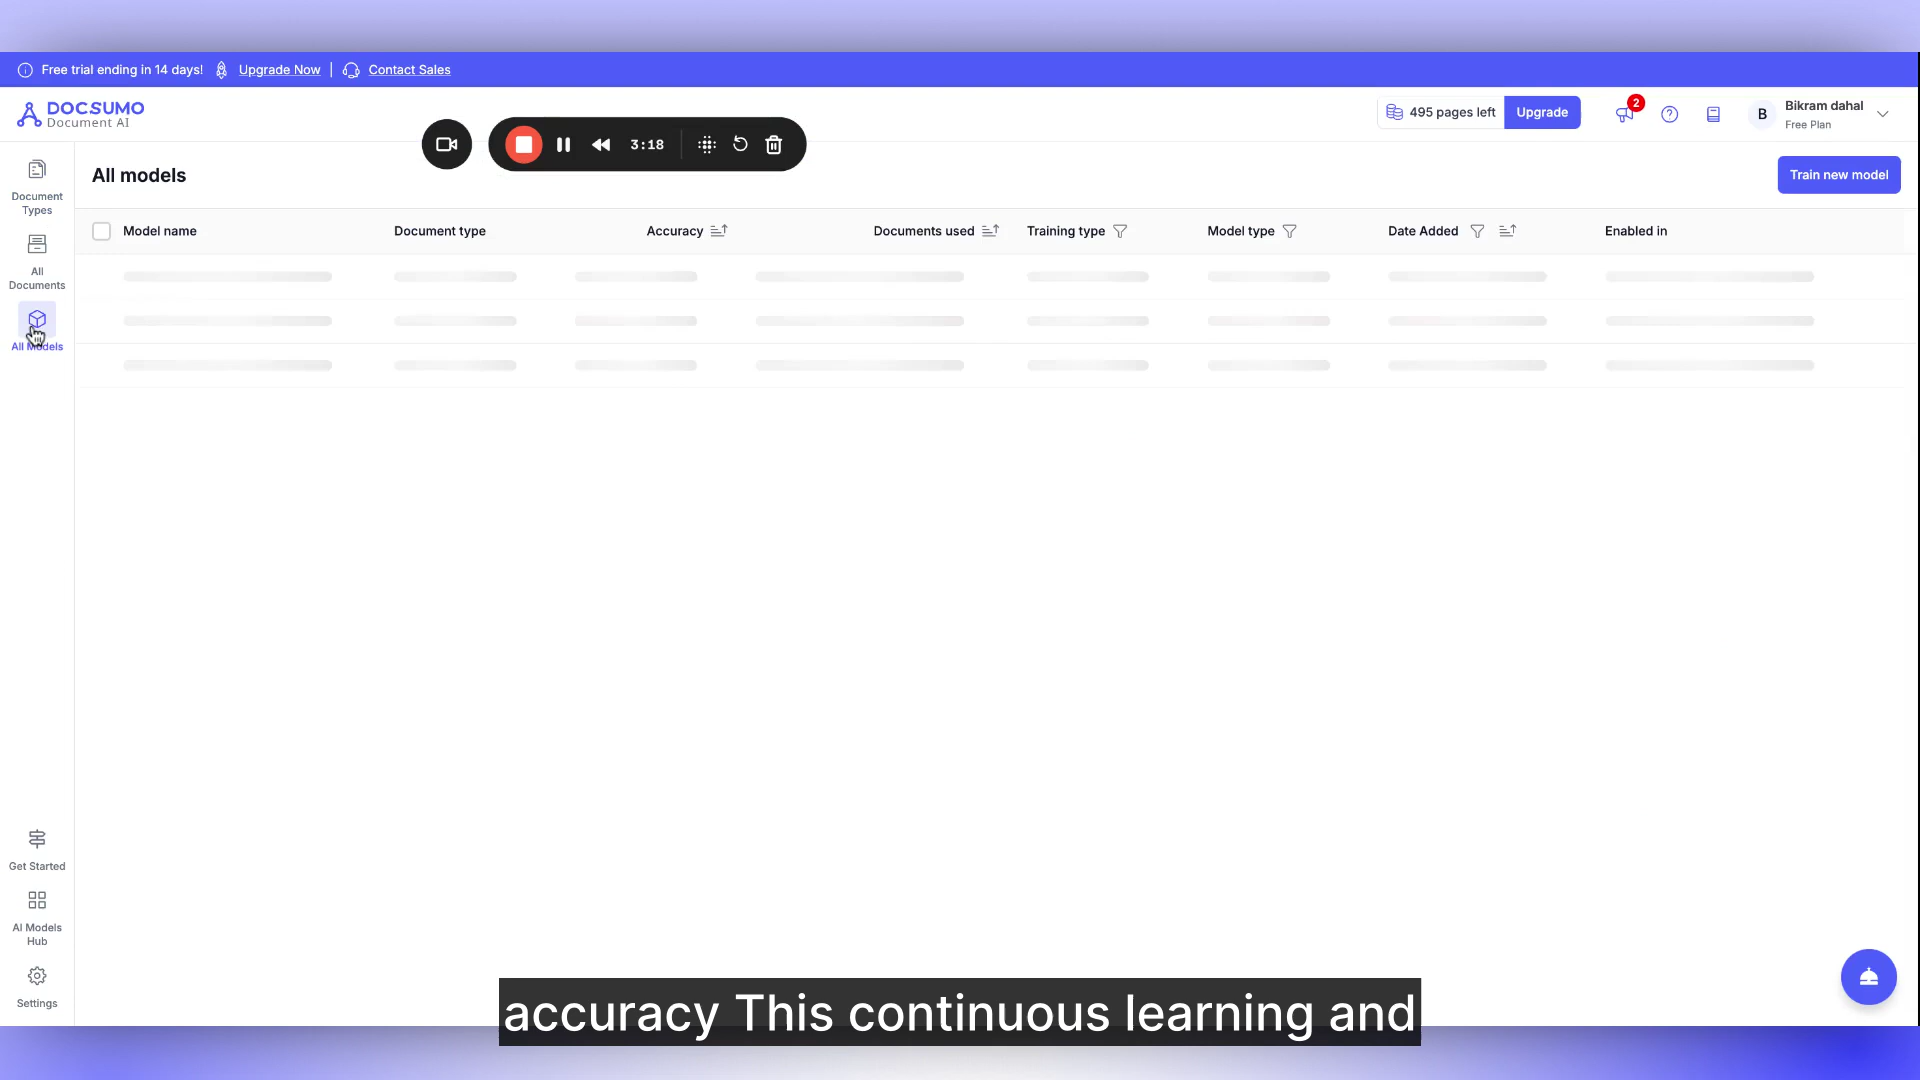 Free trial ending in 14 days! Upgrade Now | Contact Sales
DOCSUMO
Document AI
495 pages left Upgrade
2
B
Bikram dahal
Free Plan
3:18
Document
Types
All
Documents
All Models
All models
Train new model
Model name Document type Accuracy Documents used Training type Model type Date Added Enabled in
Get Started
AI Models
Hub
Settings
accuracy This continuous learning and